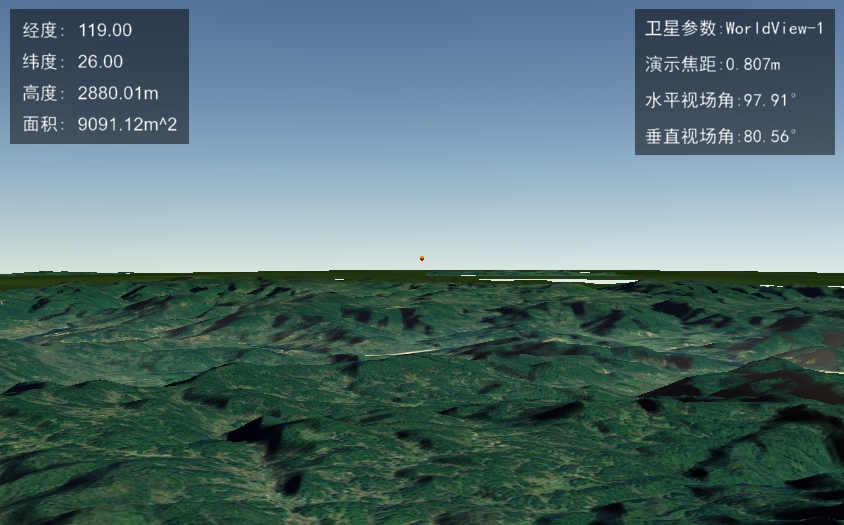 经度: 119.00
纬度: 26.00
高度: 2880.01m
面积: 9091.12m^2
卫星参数:WorldView-1
演示焦距:0.807m
水平视场角:97.91°
垂直视场角:80.56°